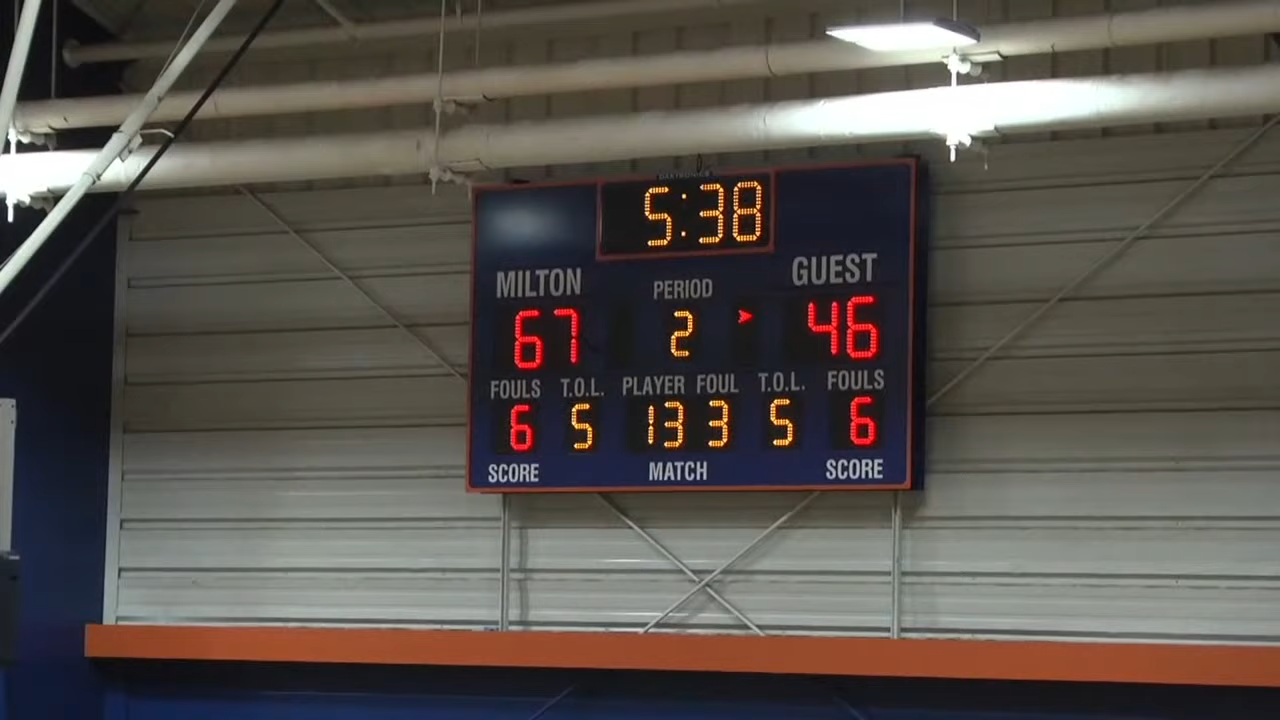 DAKTRONICS
5:38
MILTON PERIOD GUEST
67 2 46
FOULS T.O.L. PLAYER FOUL T.O.L. FOULS
6 5 13 3 5 6
SCORE MATCH SCORE